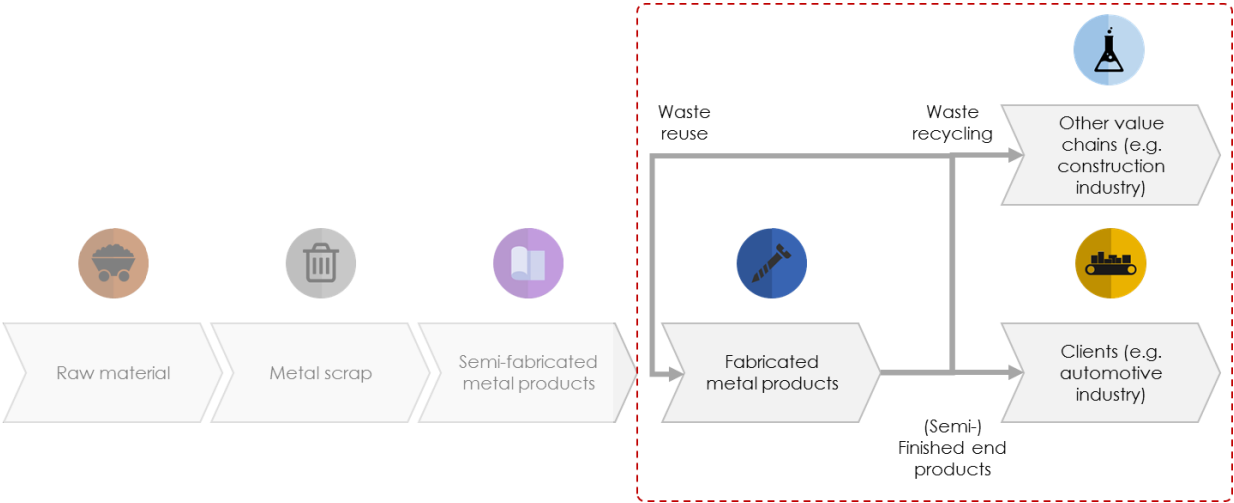 Waste
reuse
Waste
recycling
Other value
chains (e.g.
construction
industry)
Raw material
Metal scrap
Semi-fabricated
metal products
Fabricated
metal products
Clients (e.g.
automotive
industry)
(Semi-)
Finished end
products